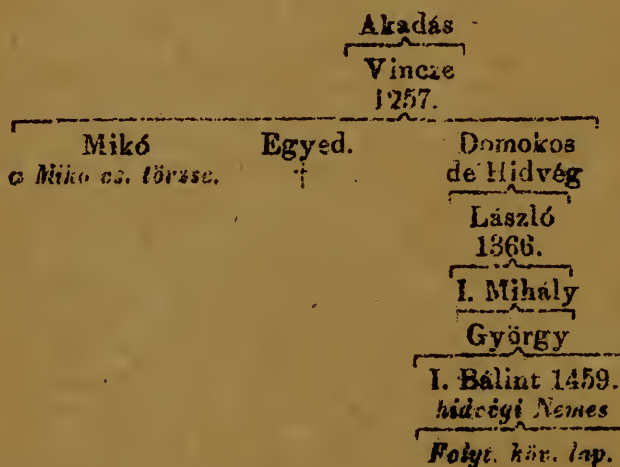 Akadás
Vincze
1257.
Mikó Egyed. Domokos
a Miko cs. törzse. † de Hidvég
László
1366.
I. Mihály
György
I. Bálint 1459.
hidvégi Nemes
Folyt. köv. lap.